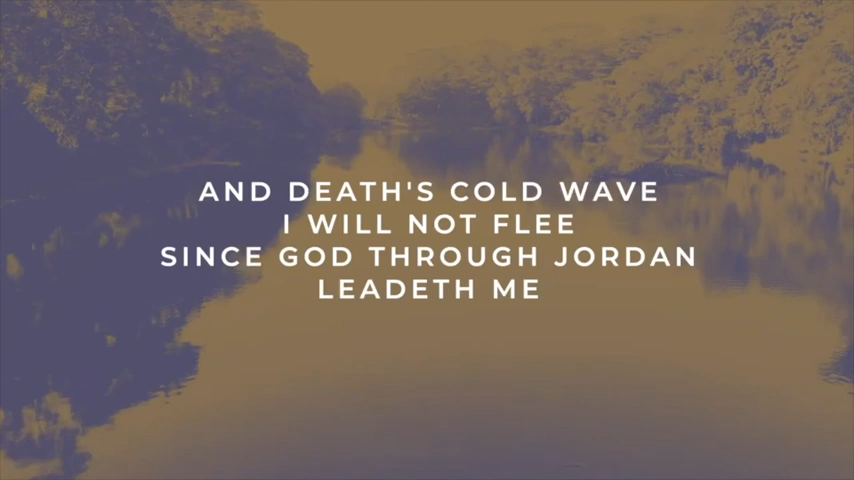 AND DEATH'S COLD WAVE
I WILL NOT FLEE
SINCE GOD THROUGH JORDAN
LEADETH ME